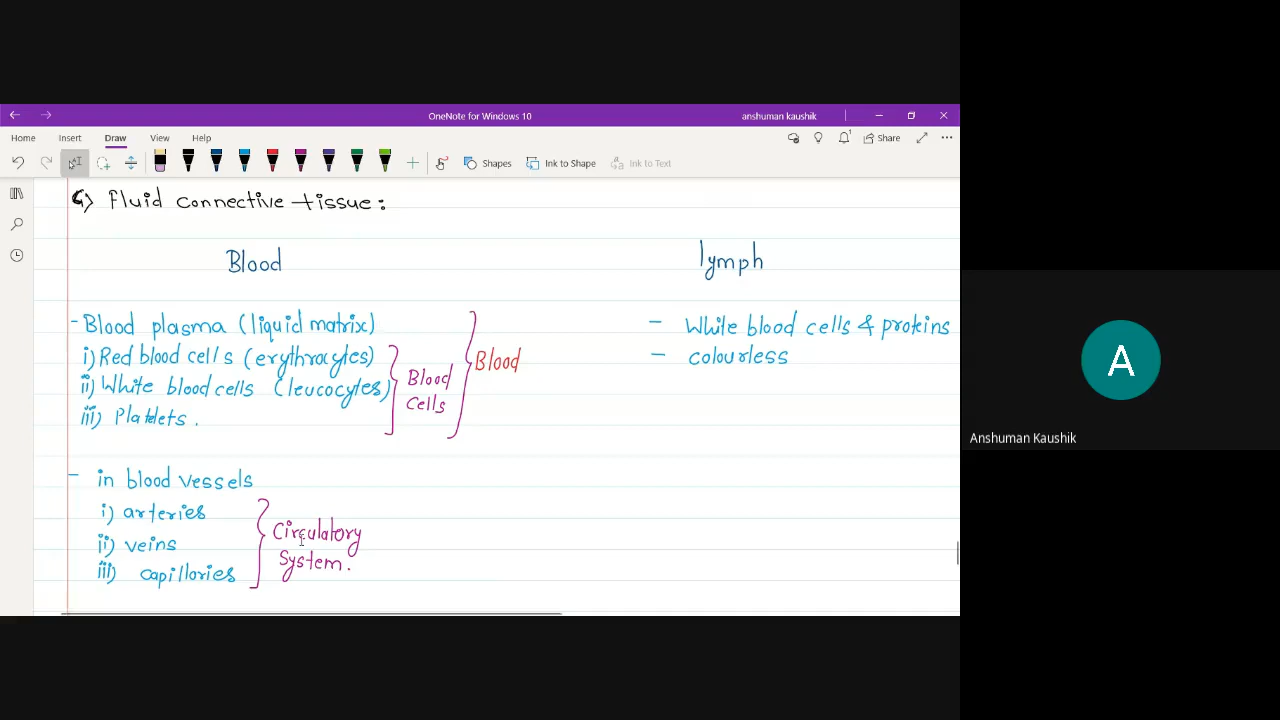 OneNote for Windows 10
anshuman kaushik
Home Insert Draw View Help
Share
Shapes Ink to Shape Ink to Text
Fluid connective tissue:
Blood
lymph
- Blood plasma (liquid matrix)
i) Red blood cells (erythrocytes)
ii) White blood cells (leucocytes)
iii) Platelets.
Blood
cells
Blood
- White blood cells & proteins
- colourless
- in blood vessels
i) arteries
ii) veins
iii) capillories
Circulatory
System.
A
Anshuman Kaushik